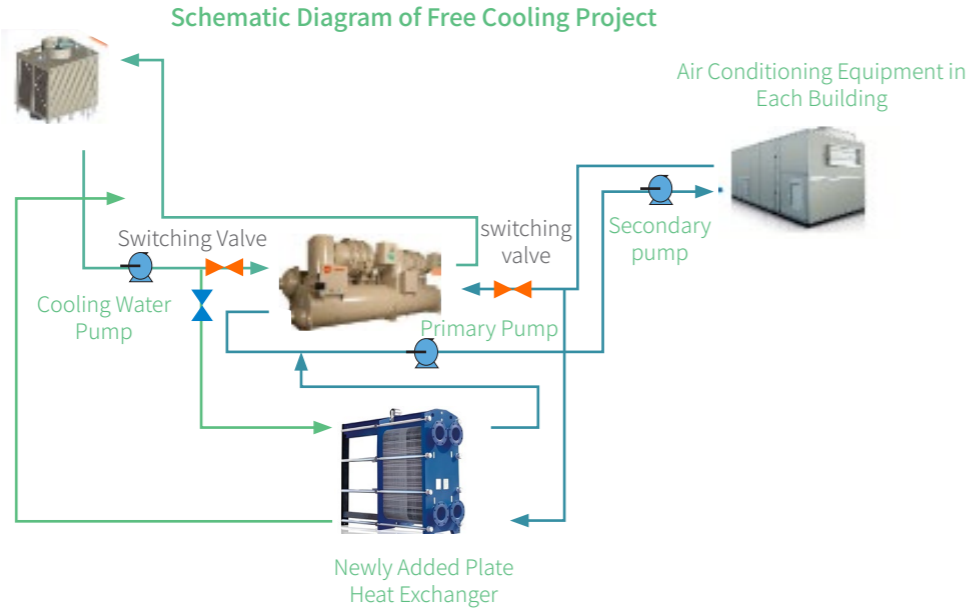 Schematic Diagram of Free Cooling Project
Air Conditioning Equipment in
Each Building
Switching Valve
switching
valve
Secondary
pump
Cooling Water
Pump
Primary Pump
Newly Added Plate
Heat Exchanger